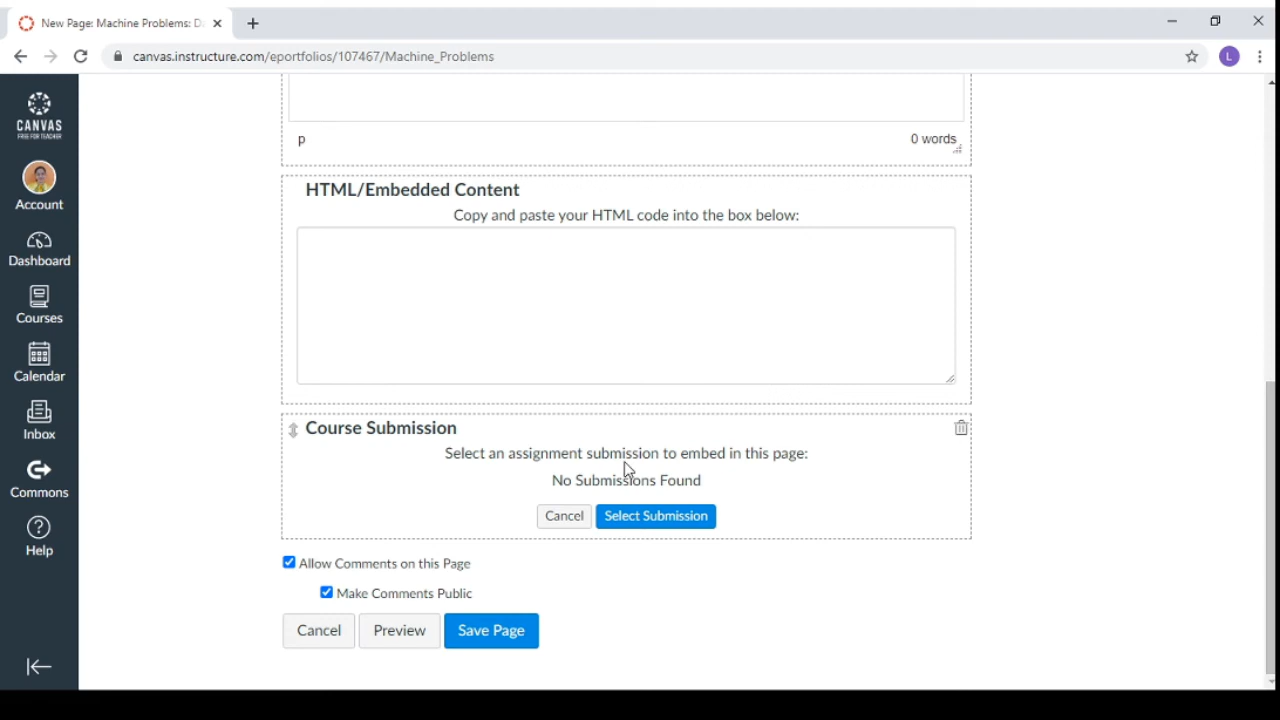 New Page: Machine Problems: D
canvas.instructure.com/eportfolios/107467/Machine_Problems
L
CANVAS
FREE FOR TEACHER
Account
Dashboard
Courses
Calendar
Inbox
Commons
Help
p
0 words
HTML/Embedded Content
Copy and paste your HTML code into the box below:
Course Submission
Select an assignment submission to embed in this page:
No Submissions Found
Cancel Select Submission
Allow Comments on this Page
Make Comments Public
Cancel Preview Save Page